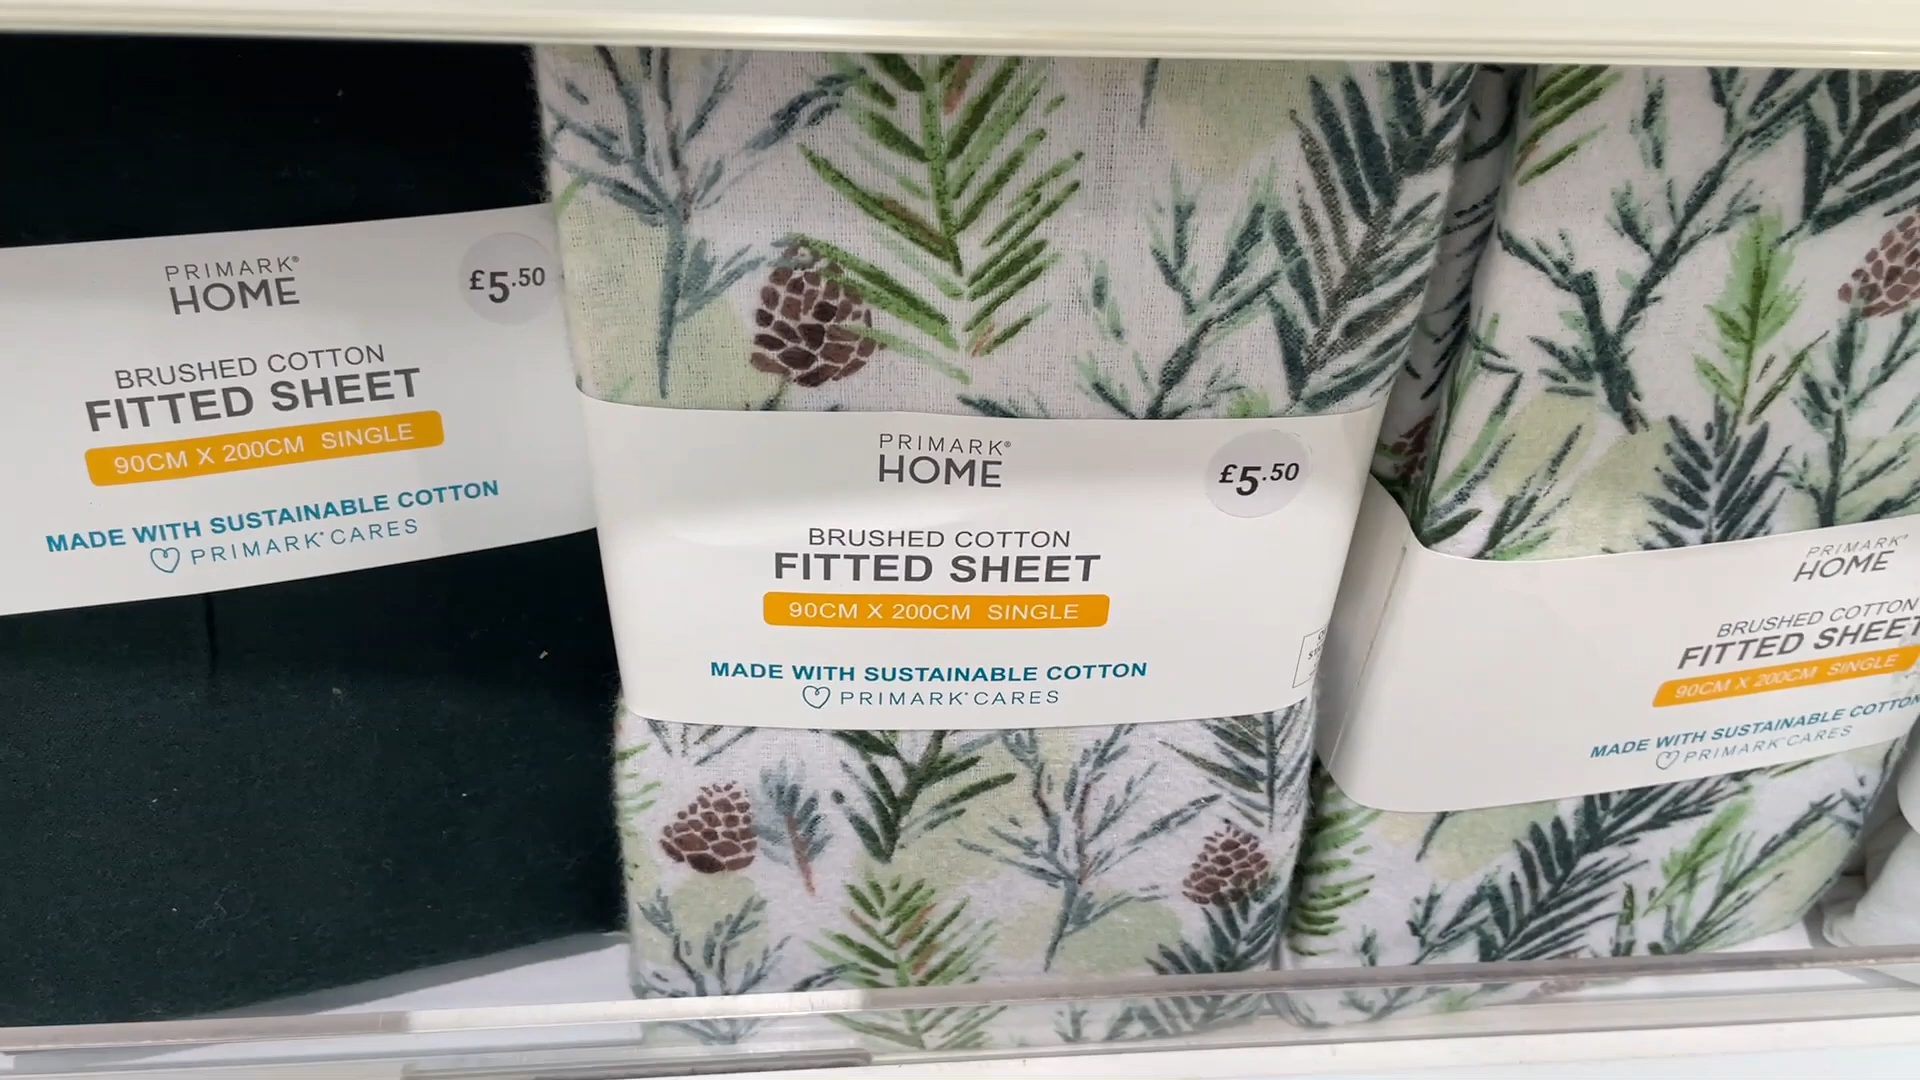 PRIMARK®
HOME
£5.50
BRUSHED COTTON
FITTED SHEET
90CM X 200CM SINGLE
MADE WITH SUSTAINABLE COTTON
PRIMARK® CARES
PRIMARK®
HOME
£5.50
BRUSHED COTTON
FITTED SHEET
90CM X 200CM SINGLE
MADE WITH SUSTAINABLE COTTON
PRIMARK® CARES
PRIMARK®
HOME
BRUSHED COTTON
FITTED SHEET
90CM X 200CM SINGLE
MADE WITH SUSTAINABLE COTTON
PRIMARK® CARES